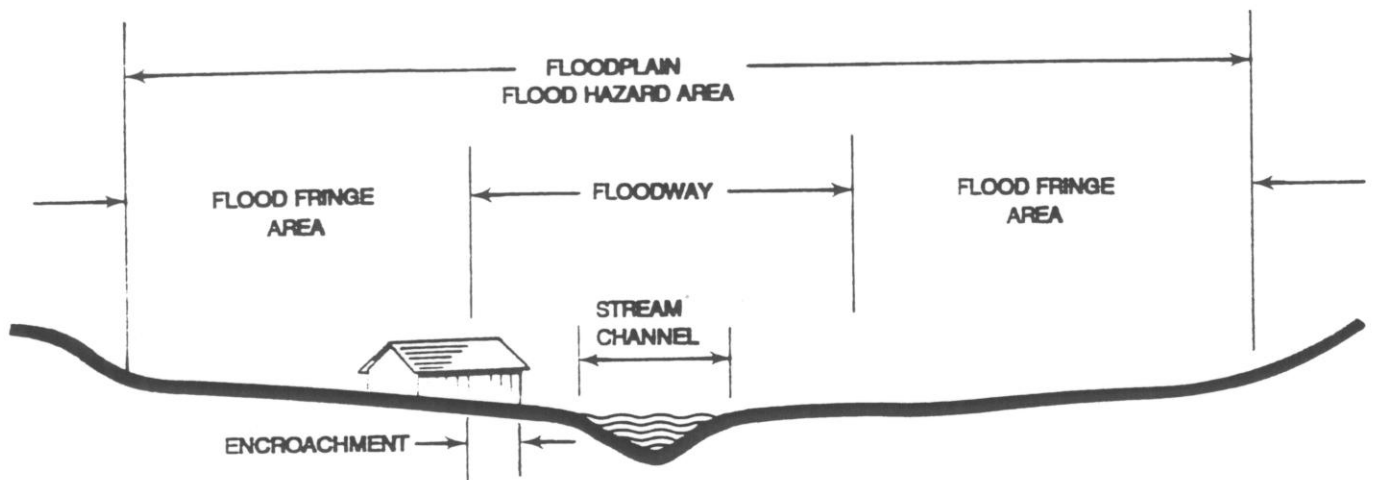 FLOODPLAIN
FLOOD HAZARD AREA
FLOOD FRINGE
AREA
FLOODWAY
FLOOD FRINGE
AREA
STREAM
CHANNEL
ENCROACHMENT